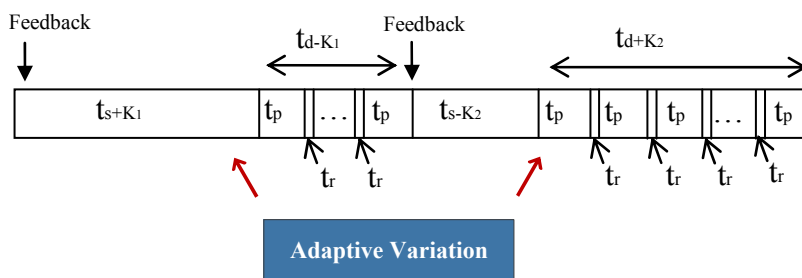 Feedback
Feedback
td-K1
td+K2
ts+K1
tp
...
tp
ts-K2
tp
tp
tp
...
tp
tr
tr
tr
tr
tr
tr
Adaptive Variation